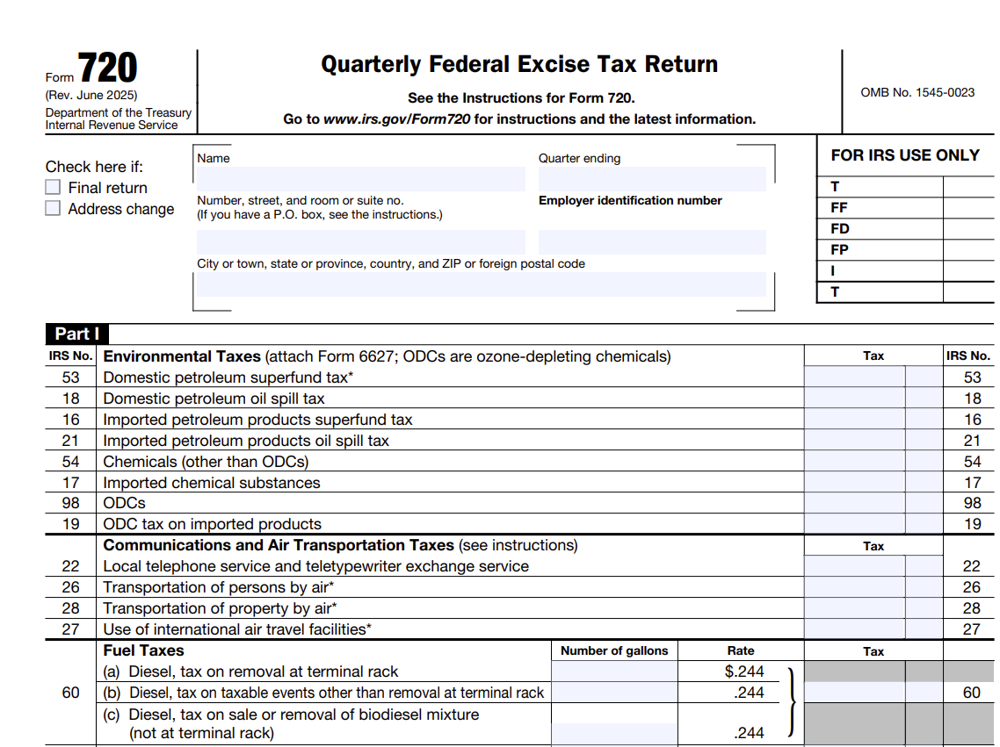 Form 720
(Rev. June 2025)
Department of the Treasury
Internal Revenue Service
Quarterly Federal Excise Tax Return
See the Instructions for Form 720.
Go to www.irs.gov/Form720 for instructions and the latest information.
OMB No. 1545-0023
Check here if:
Final return
Address change
Name
Quarter ending
Number, street, and room or suite no.
(If you have a P.O. box, see the instructions.)
Employer identification number
City or town, state or province, country, and ZIP or foreign postal code
FOR IRS USE ONLY
T
FF
FD
FP
I
T
Part I
IRS No. Environmental Taxes (attach Form 6627; ODCs are ozone-depleting chemicals) Tax IRS No.
53 Domestic petroleum superfund tax* 53
18 Domestic petroleum oil spill tax 18
16 Imported petroleum products superfund tax 16
21 Imported petroleum products oil spill tax 21
54 Chemicals (other than ODCs) 54
17 Imported chemical substances 17
98 ODCs 98
19 ODC tax on imported products 19
Communications and Air Transportation Taxes (see instructions) Tax
22 Local telephone service and teletypewriter exchange service 22
26 Transportation of persons by air* 26
28 Transportation of property by air* 28
27 Use of international air travel facilities* 27
Fuel Taxes Number of gallons Rate Tax
(a) Diesel, tax on removal at terminal rack $.244
60 (b) Diesel, tax on taxable events other than removal at terminal rack .244 60
(c) Diesel, tax on sale or removal of biodiesel mixture
(not at terminal rack) .244